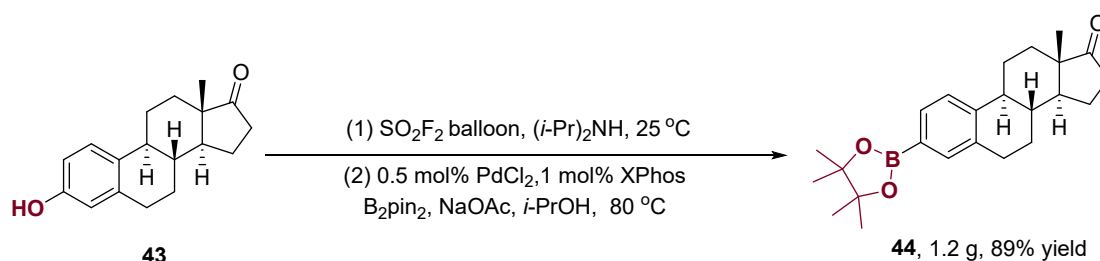 O
H
H
H
HO
43
(1) SO2F2 balloon, (i-Pr)2NH, 25 °C
(2) 0.5 mol% PdCl2,1 mol% XPhos
B2pin2, NaOAc, i-PrOH, 80 °C
O
H
H
H
O
B
O
44, 1.2 g, 89% yield